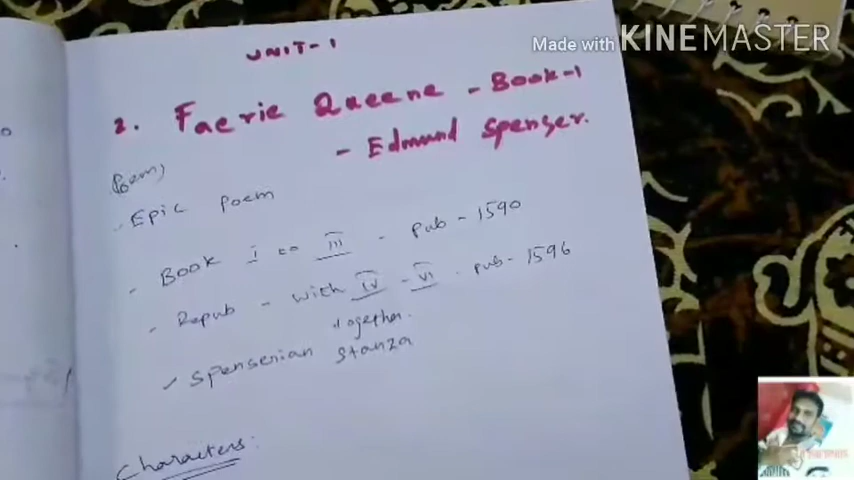 Made with KINEMASTER
UNIT-1
2. Faerie Queene - Book-1
- Edmund Spenser.
Poem)
Epic Poem
- Book I to III - pub - 1590
- Repub - with IV - VI . pub- 1596
together.
✓ Spenserian stanza
Characters: